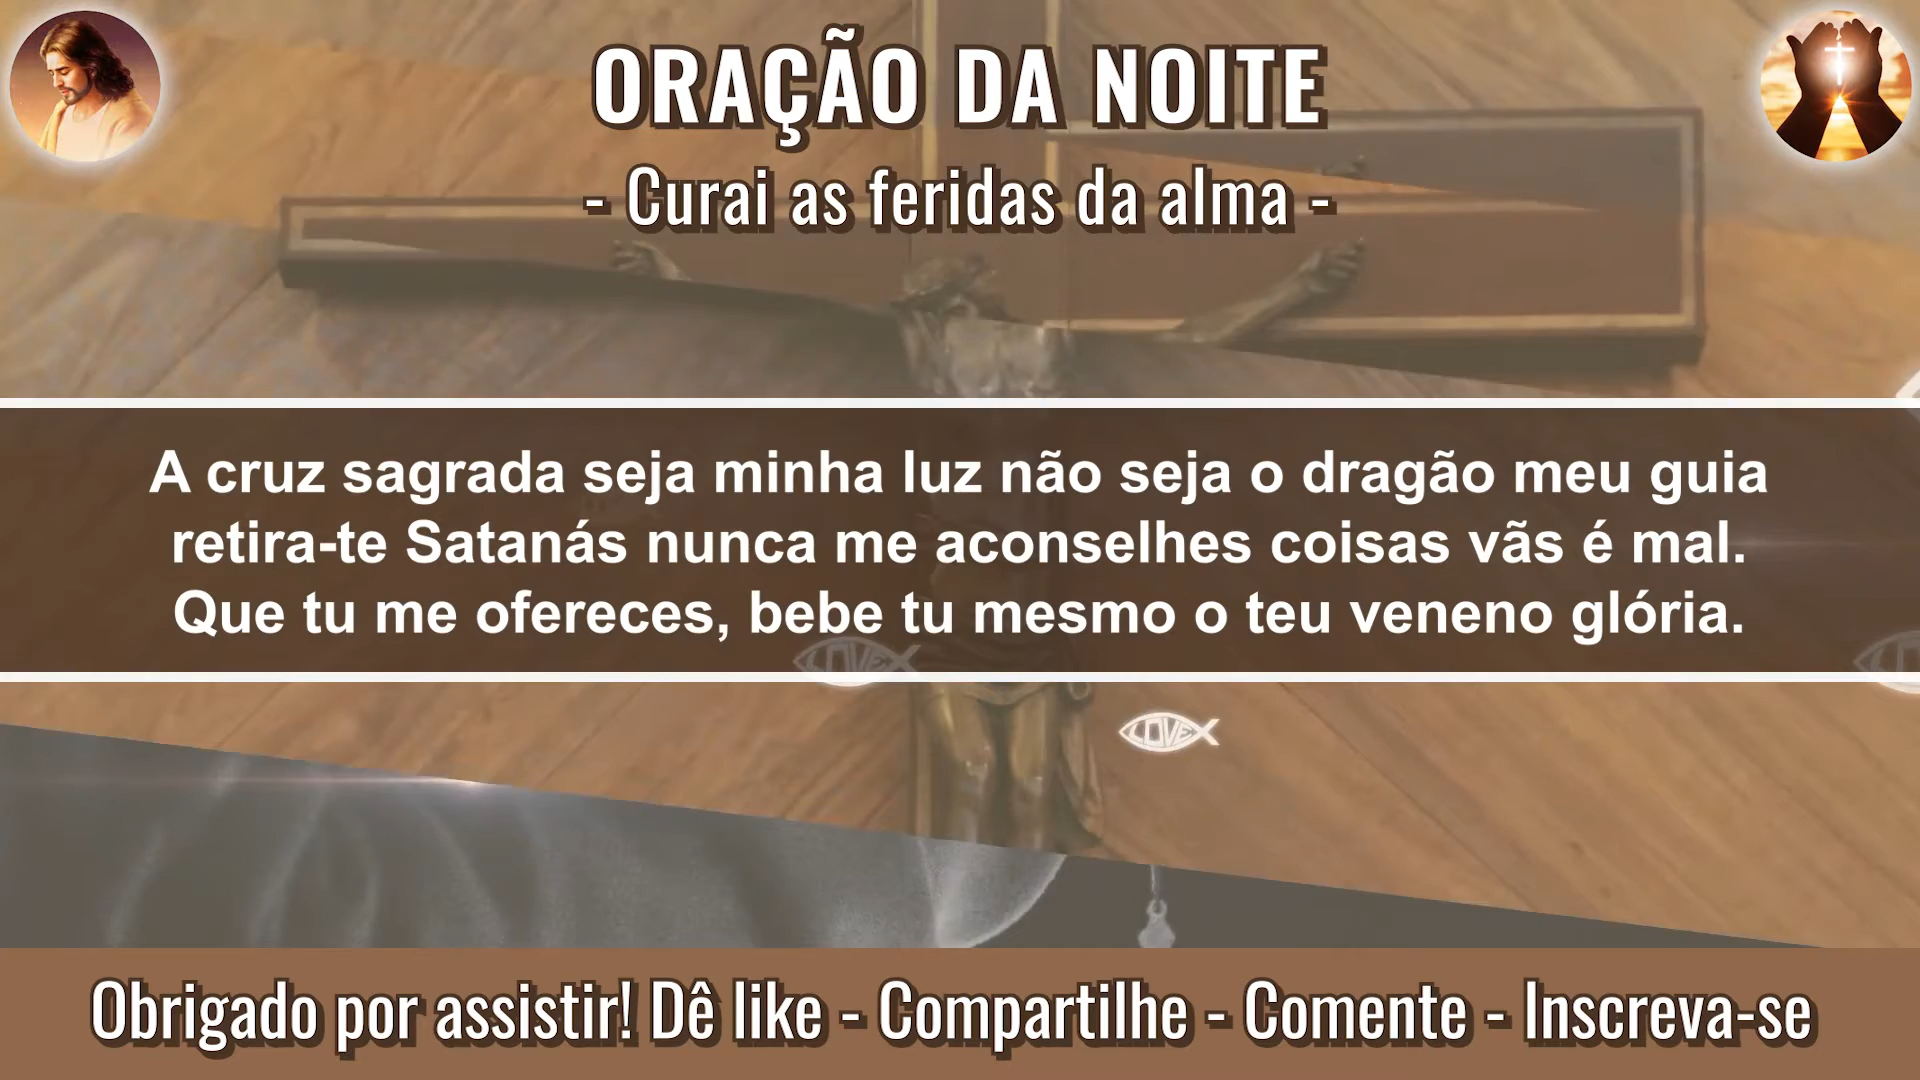 ORAÇÃO DA NOITE
- Curai as feridas da alma -
A cruz sagrada seja minha luz não seja o dragão meu guia
retira-te Satanás nunca me aconselhes coisas vãs é mal.
Que tu me ofereces, bebe tu mesmo o teu veneno glória.
LOVE
LOVE
Obrigado por assistir! Dê like - Compartilhe - Comente - Inscreva-se